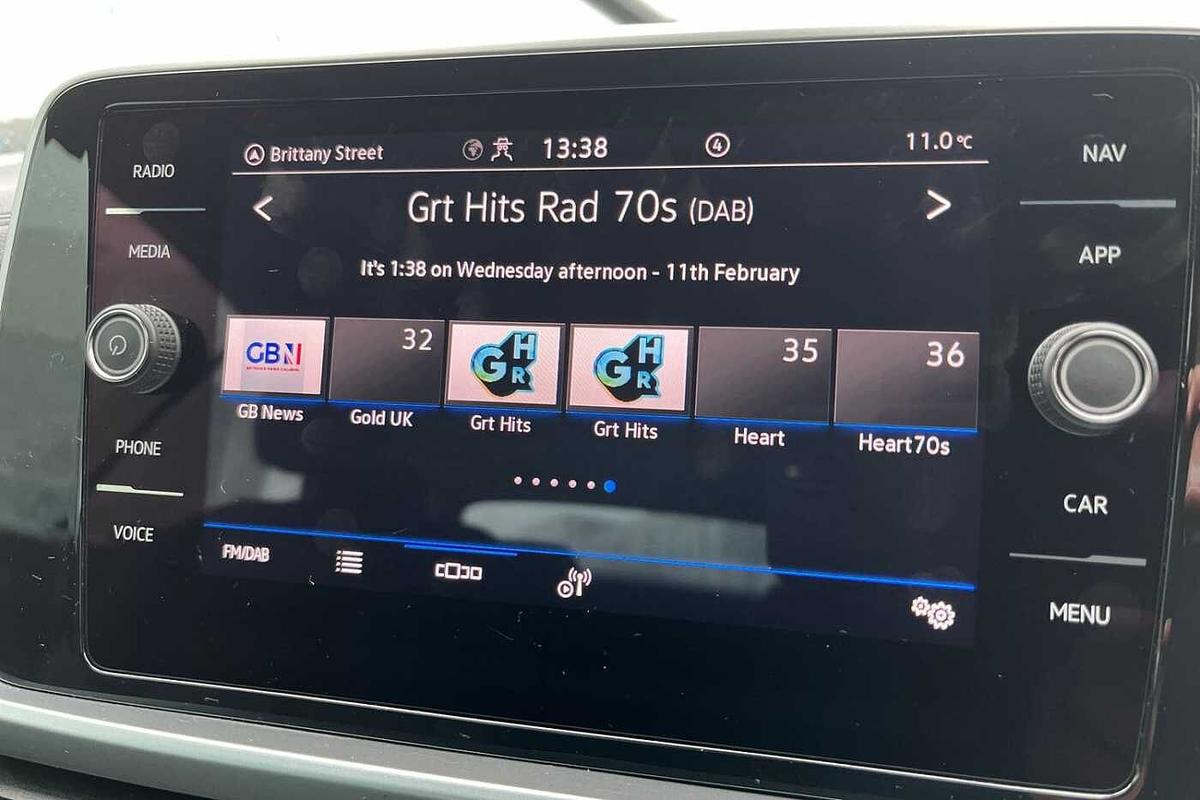 RADIO
MEDIA
PHONE
VOICE
Brittany Street
13:38
4
11.0°C
< Grt Hits Rad 70s (DAB) >
It's 1:38 on Wednesday afternoon - 11th February
GBN
GB News
32
Gold UK
GHR
Grt Hits
GHR
Grt Hits
35
Heart
36
Heart70s
FM/DAB
NAV
APP
CAR
MENU